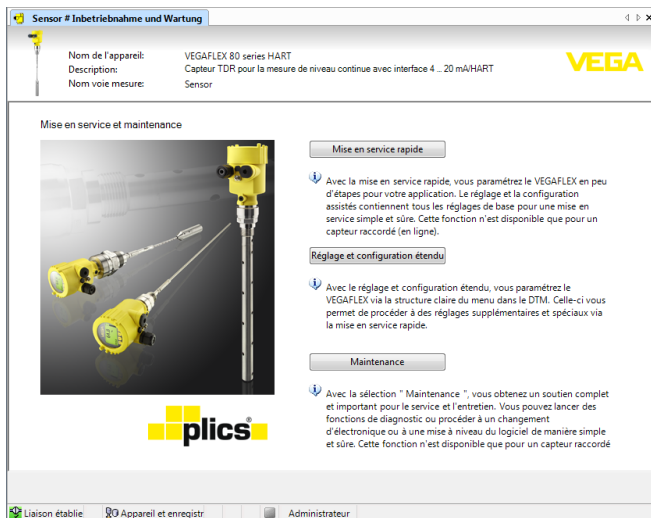 Sensor # Inbetriebnahme und Wartung
Nom de l'appareil: VEGAFLEX 80 series HART
Description: Capteur TDR pour la mesure de niveau continue avec interface 4 ... 20 mA/HART
Nom voie mesure: Sensor
VEGA
Mise en service et maintenance
Mise en service rapide
Avec la mise en service rapide, vous paramétrez le VEGAFLEX en peu
d'étapes pour votre application. Le réglage et la configuration
assistés contiennent tous les réglages de base pour une mise en
service simple et sûre. Cette fonction n'est disponible que pour un
capteur raccordé (en ligne).
Réglage et configuration étendu
Avec le réglage et configuration étendu, vous paramétrez le
VEGAFLEX via la structure claire du menu dans le DTM. Celle-ci vous
permet de procéder à des réglages supplémentaires et spéciaux via
la mise en service rapide.
Maintenance
Avec la sélection " Maintenance ", vous obtenez un soutien complet
et important pour le service et l'entretien. Vous pouvez lancer des
fonctions de diagnostic ou procéder à un changement
d'électronique ou à une mise à niveau du logiciel de manière simple
et sûre. Cette fonction n'est disponible que pour un capteur raccordé
plics
Liaison établie Appareil et enregistr Administrateur